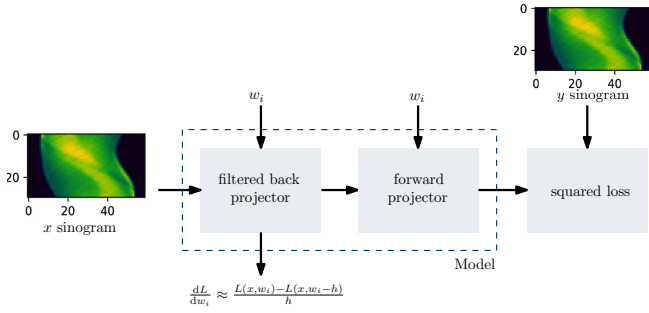 0
20
0 20 40
y sinogram
w_i w_i
0
20
0 20 40
x sinogram
filtered back
projector
forward
projector
squared loss
Model
dL/dw_i ≈ (L(x,w_i)−L(x,w_i−h))/h